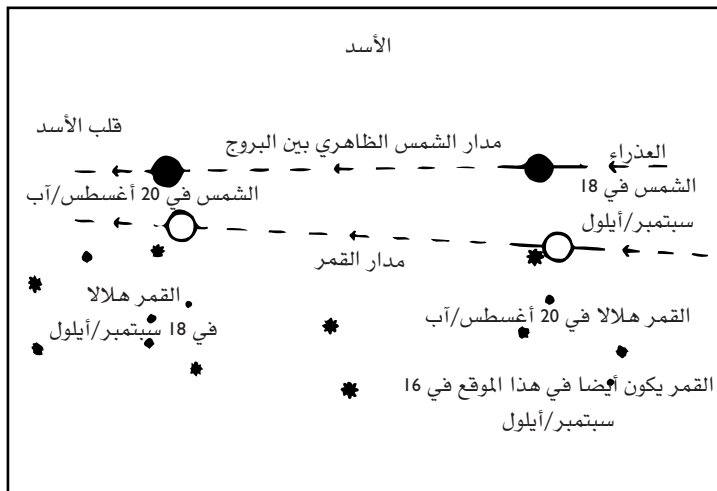 الأسد
قلب الأسد
مدار الشمس الظاهري بين البروج
العذراء
الشمس في 20 أغسطس/آب
الشمس في 18
سبتمبر/أيلول
مدار القمر
القمر هلالا
في 18 سبتمبر/أيلول
القمر هلالا في 20 أغسطس/آب
القمر يكون أيضا في هذا الموقع في 16
سبتمبر/أيلول